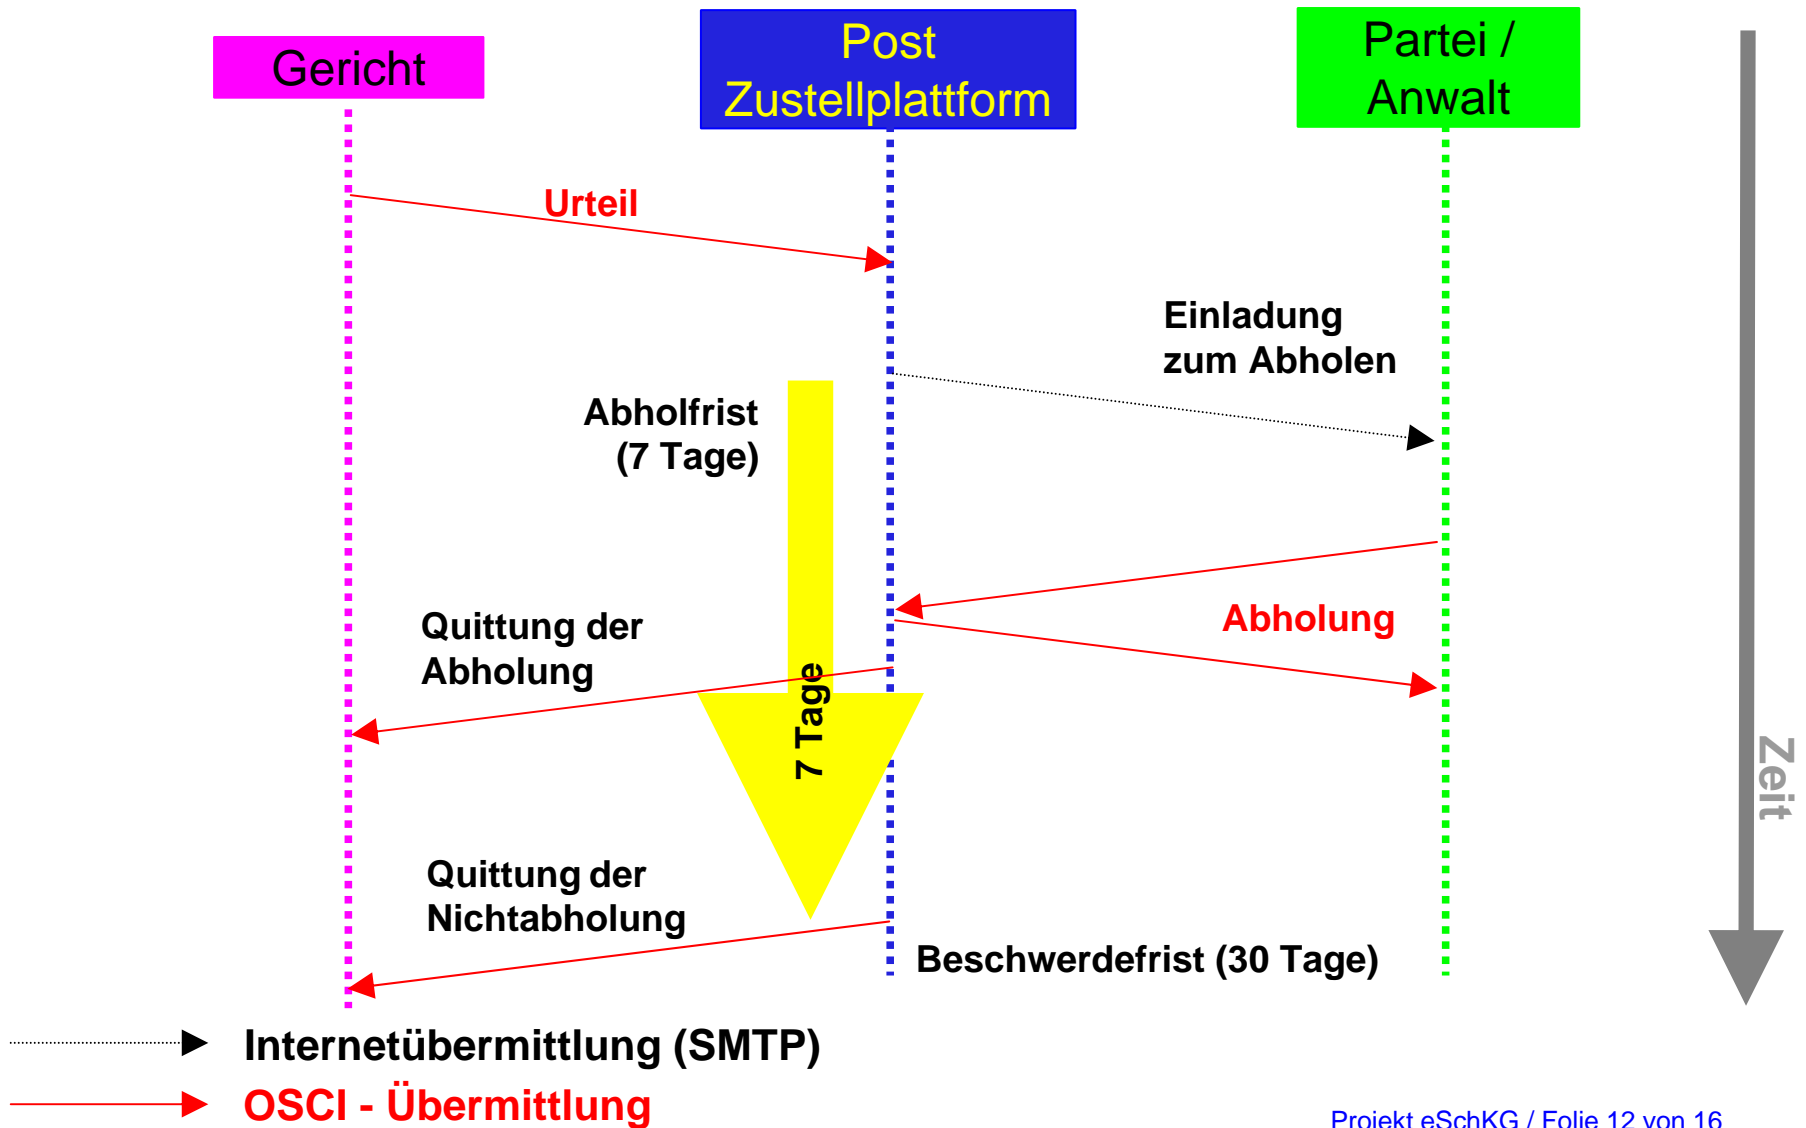 Gericht
Post
Zustellplattform
Partei /
Anwalt
Urteil
Einladung
zum Abholen
Abholfrist
(7 Tage)
Quittung der
Abholung
Abholung
7 Tage
Zeit
Quittung der
Nichtabholung
Beschwerdefrist (30 Tage)
Internetübermittlung (SMTP)
OSCI - Übermittlung
Projekt eSchKG / Folie 12 von 16